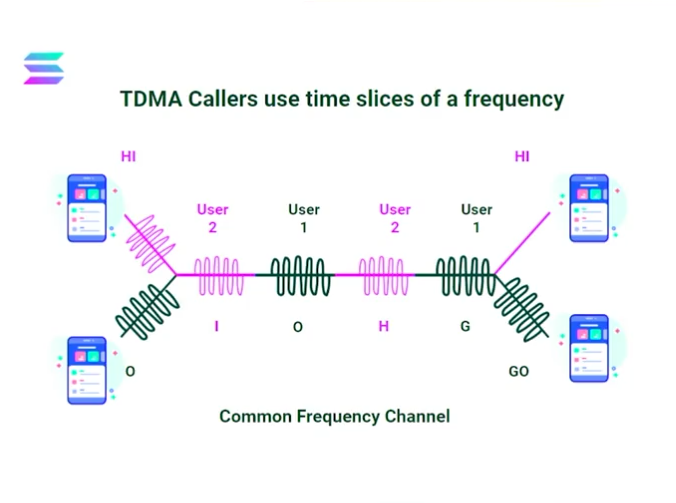 TDMA Callers use time slices of a frequency
HI
HI
User
2
User
1
User
2
User
1
I
O
H
G
O
GO
Common Frequency Channel